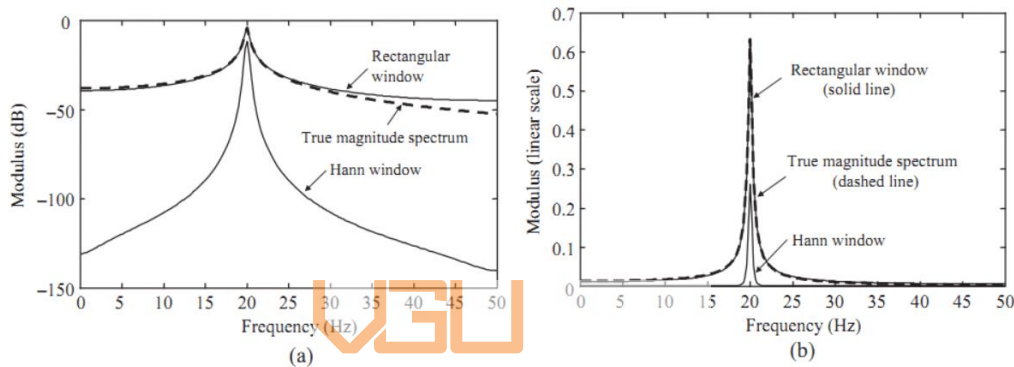 0
−50
−100
−150
Modulus (dB)
Rectangular
window
True magnitude spectrum
Hann window
0 5 10 15 20 25 30 35 40 45 50
Frequency (Hz)
(a)
VGU
0.7
0.6
0.5
0.4
0.3
0.2
0.1
0
Modulus (linear scale)
Rectangular window
(solid line)
True magnitude spectrum
(dashed line)
Hann window
0 5 10 15 20 25 30 35 40 45 50
Frequency (Hz)
(b)